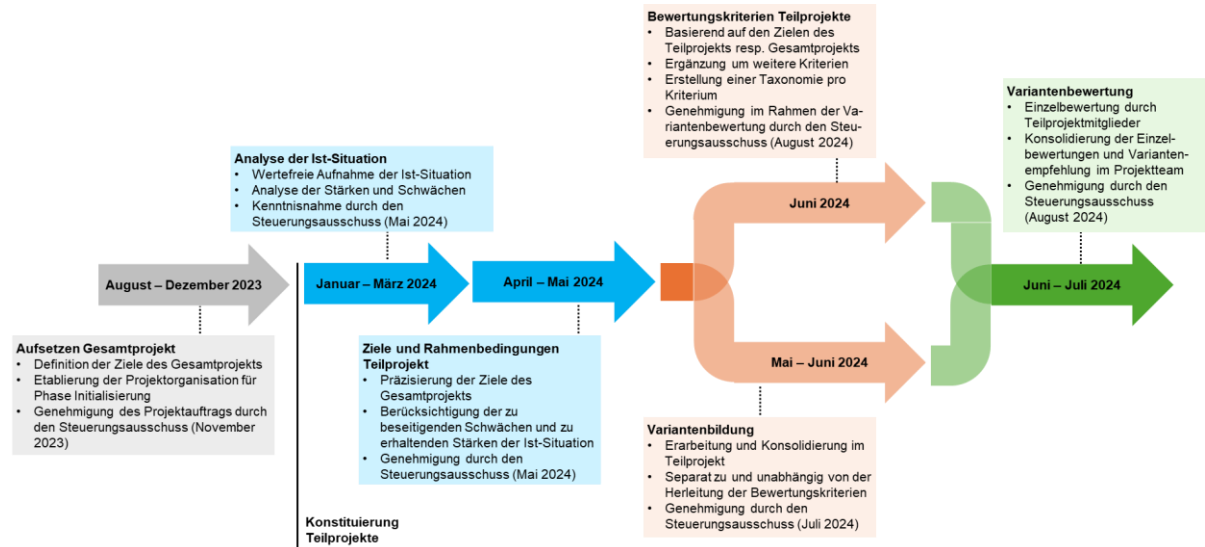 Bewertungskriterien Teilprojekte
• Basierend auf den Zielen des
Teilprojekts resp. Gesamtprojekts
• Ergänzung um weitere Kriterien
• Erstellung einer Taxonomie pro
Kriterium
• Genehmigung im Rahmen der Va-
riantenbewertung durch den Steu-
erungsausschuss (August 2024)
Variantenbewertung
• Einzelbewertung durch
Teilprojektmitglieder
• Konsolidierung der Einzel-
bewertungen und Varianten-
empfehlung im Projektteam
• Genehmigung durch den
Steuerungsausschuss
(August 2024)
Analyse der Ist-Situation
• Wertefreie Aufnahme der Ist-Situation
• Analyse der Stärken und Schwächen
• Kenntnisnahme durch den
Steuerungsausschuss (Mai 2024)
Juni 2024
August – Dezember 2023
Januar – März 2024
April – Mai 2024
Juni – Juli 2024
Mai – Juni 2024
Aufsetzen Gesamtprojekt
• Definition der Ziele des Gesamtprojekts
• Etablierung der Projektorganisation für
Phase Initialisierung
• Genehmigung des Projektauftrags durch
den Steuerungsausschuss (November
2023)
Ziele und Rahmenbedingungen
Teilprojekt
• Präzisierung der Ziele des
Gesamtprojekts
• Berücksichtigung der zu
beseitigenden Schwächen und zu
erhaltenden Stärken der Ist-Situation
• Genehmigung durch den
Steuerungsausschuss (Mai 2024)
Variantenbildung
• Erarbeitung und Konsolidierung im
Teilprojekt
• Separat zu und unabhängig von der
Herleitung der Bewertungskriterien
• Genehmigung durch den
Steuerungsausschuss (Juli 2024)
Konstituierung
Teilprojekte